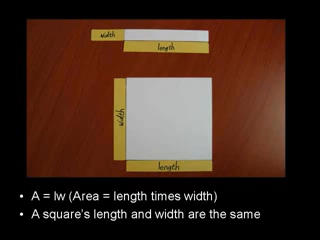 width
length
width
length
• A = lw (Area = length times width)
• A square's length and width are the same